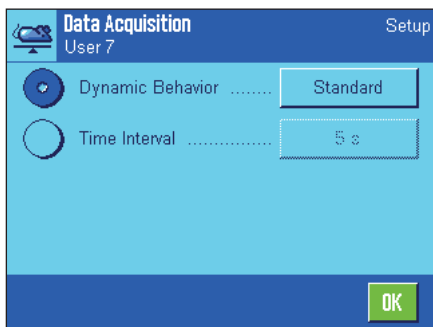 Data Acquisition Setup
User 7
Dynamic Behavior ........ Standard
Time Interval ................ 5 s
OK